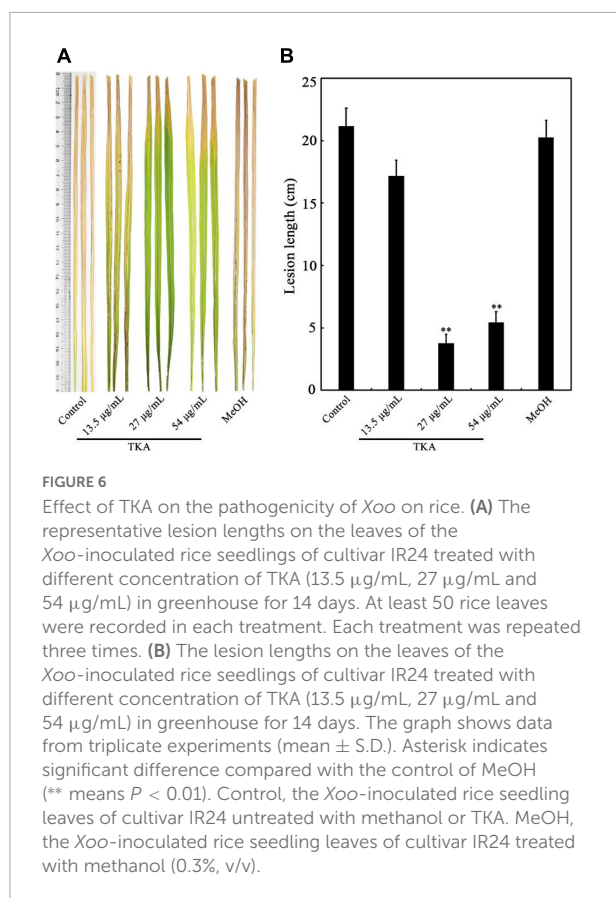 A
B
Control
13.5 µg/mL
27 µg/mL
54 µg/mL
MeOH
TKA
Lesion length (cm)
25
20
15
10
5
0
**
**
Control
13.5 µg/mL
27 µg/mL
54 µg/mL
MeOH
TKA
FIGURE 6
Effect of TKA on the pathogenicity of Xoo on rice. (A) The
representative lesion lengths on the leaves of the
Xoo-inoculated rice seedlings of cultivar IR24 treated with
different concentration of TKA (13.5 µg/mL, 27 µg/mL and
54 µg/mL) in greenhouse for 14 days. At least 50 rice leaves
were recorded in each treatment. Each treatment was repeated
three times. (B) The lesion lengths on the leaves of the
Xoo-inoculated rice seedlings of cultivar IR24 treated with
different concentration of TKA (13.5 µg/mL, 27 µg/mL and
54 µg/mL) in greenhouse for 14 days. The graph shows data
from triplicate experiments (mean ± S.D.). Asterisk indicates
significant difference compared with the control of MeOH
(** means P < 0.01). Control, the Xoo-inoculated rice seedling
leaves of cultivar IR24 untreated with methanol or TKA. MeOH,
the Xoo-inoculated rice seedling leaves of cultivar IR24 treated
with methanol (0.3%, v/v).